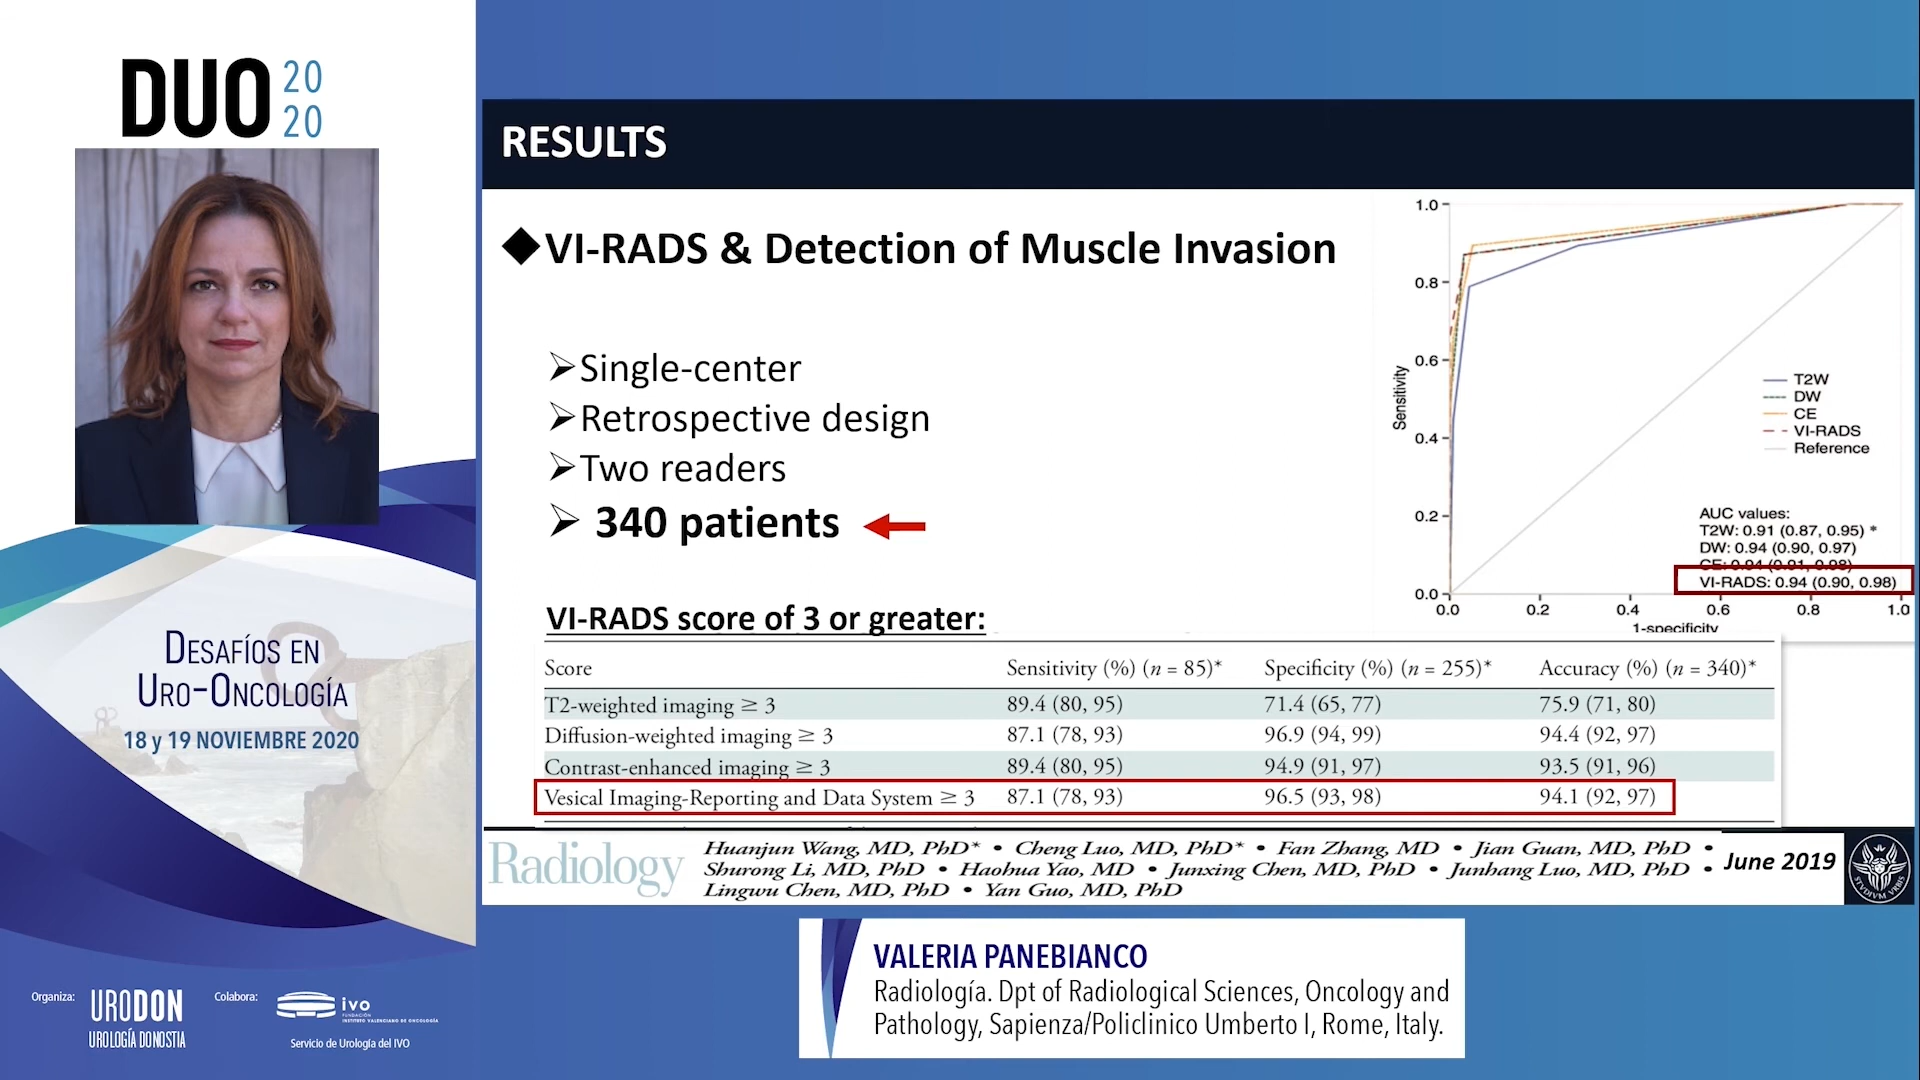 DUO 20
20
DESAFÍOS EN
URO-ONCOLOGÍA
18 y 19 NOVIEMBRE 2020
Organiza:
URODON
UROLOGÍA DONOSTIA
Colabora:
ivo
FUNDACIÓN
INSTITUTO VALENCIANO DE ONCOLOGÍA
Servicio de Urología del IVO
RESULTS
◆VI-RADS & Detection of Muscle Invasion
➢Single-center
➢Retrospective design
➢Two readers
➢ 340 patients
1.0
0.8
0.6
0.4
0.2
0.0
Sensitivity
0.0 0.2 0.4 0.6 0.8 1.0
1-specificity
T2W
DW
CE
VI-RADS
Reference
AUC values:
T2W: 0.91 (0.87, 0.95) *
DW: 0.94 (0.90, 0.97)
CE: 0.94 (0.91, 0.98)
VI-RADS: 0.94 (0.90, 0.98)
VI-RADS score of 3 or greater:
Score Sensitivity (%) (n = 85)* Specificity (%) (n = 255)* Accuracy (%) (n = 340)*
T2-weighted imaging ≥ 3 89.4 (80, 95) 71.4 (65, 77) 75.9 (71, 80)
Diffusion-weighted imaging ≥ 3 87.1 (78, 93) 96.9 (94, 99) 94.4 (92, 97)
Contrast-enhanced imaging ≥ 3 89.4 (80, 95) 94.9 (91, 97) 93.5 (91, 96)
Vesical Imaging-Reporting and Data System ≥ 3 87.1 (78, 93) 96.5 (93, 98) 94.1 (92, 97)
Radiology
Huanjun Wang, MD, PhD* • Cheng Luo, MD, PhD* • Fan Zhang, MD • Jian Guan, MD, PhD •
Shurong Li, MD, PhD • Haohua Yao, MD • Junxing Chen, MD, PhD • Junhang Luo, MD, PhD •
Lingwu Chen, MD, PhD • Yan Guo, MD, PhD
June 2019
STVDIVM VRBIS
VALERIA PANEBIANCO
Radiología. Dpt of Radiological Sciences, Oncology and
Pathology, Sapienza/Policlinico Umberto I, Rome, Italy.